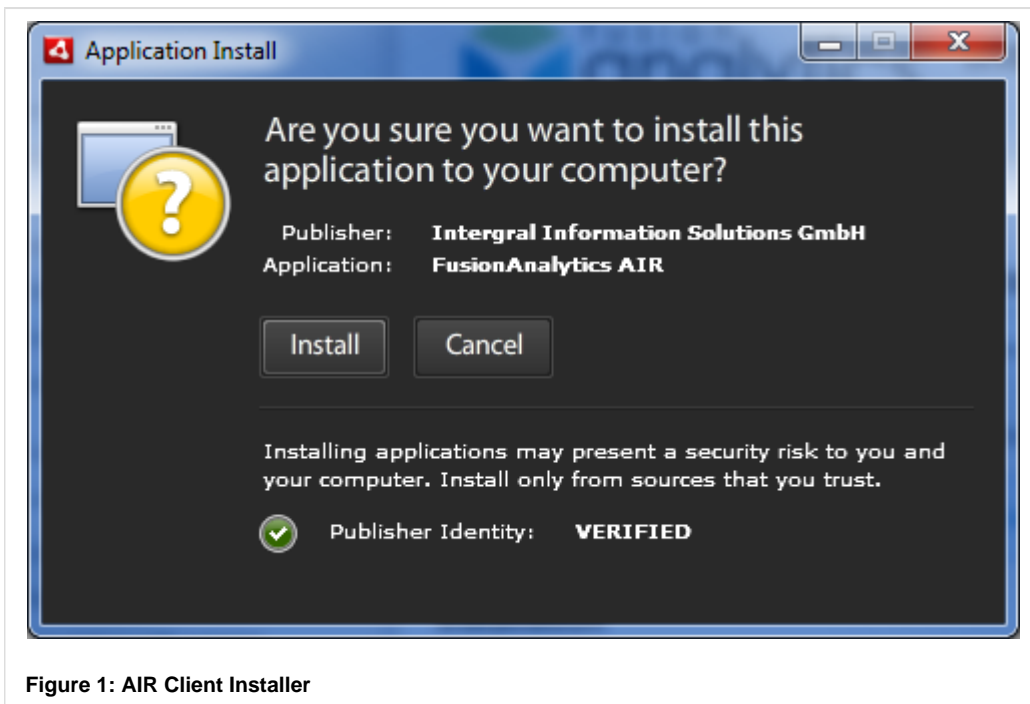 Application Install
Are you sure you want to install this
application to your computer?
Publisher: Intergral Information Solutions GmbH
Application: FusionAnalytics AIR
Install Cancel
Installing applications may present a security risk to you and
your computer. Install only from sources that you trust.
Publisher Identity: VERIFIED
Figure 1: AIR Client Installer